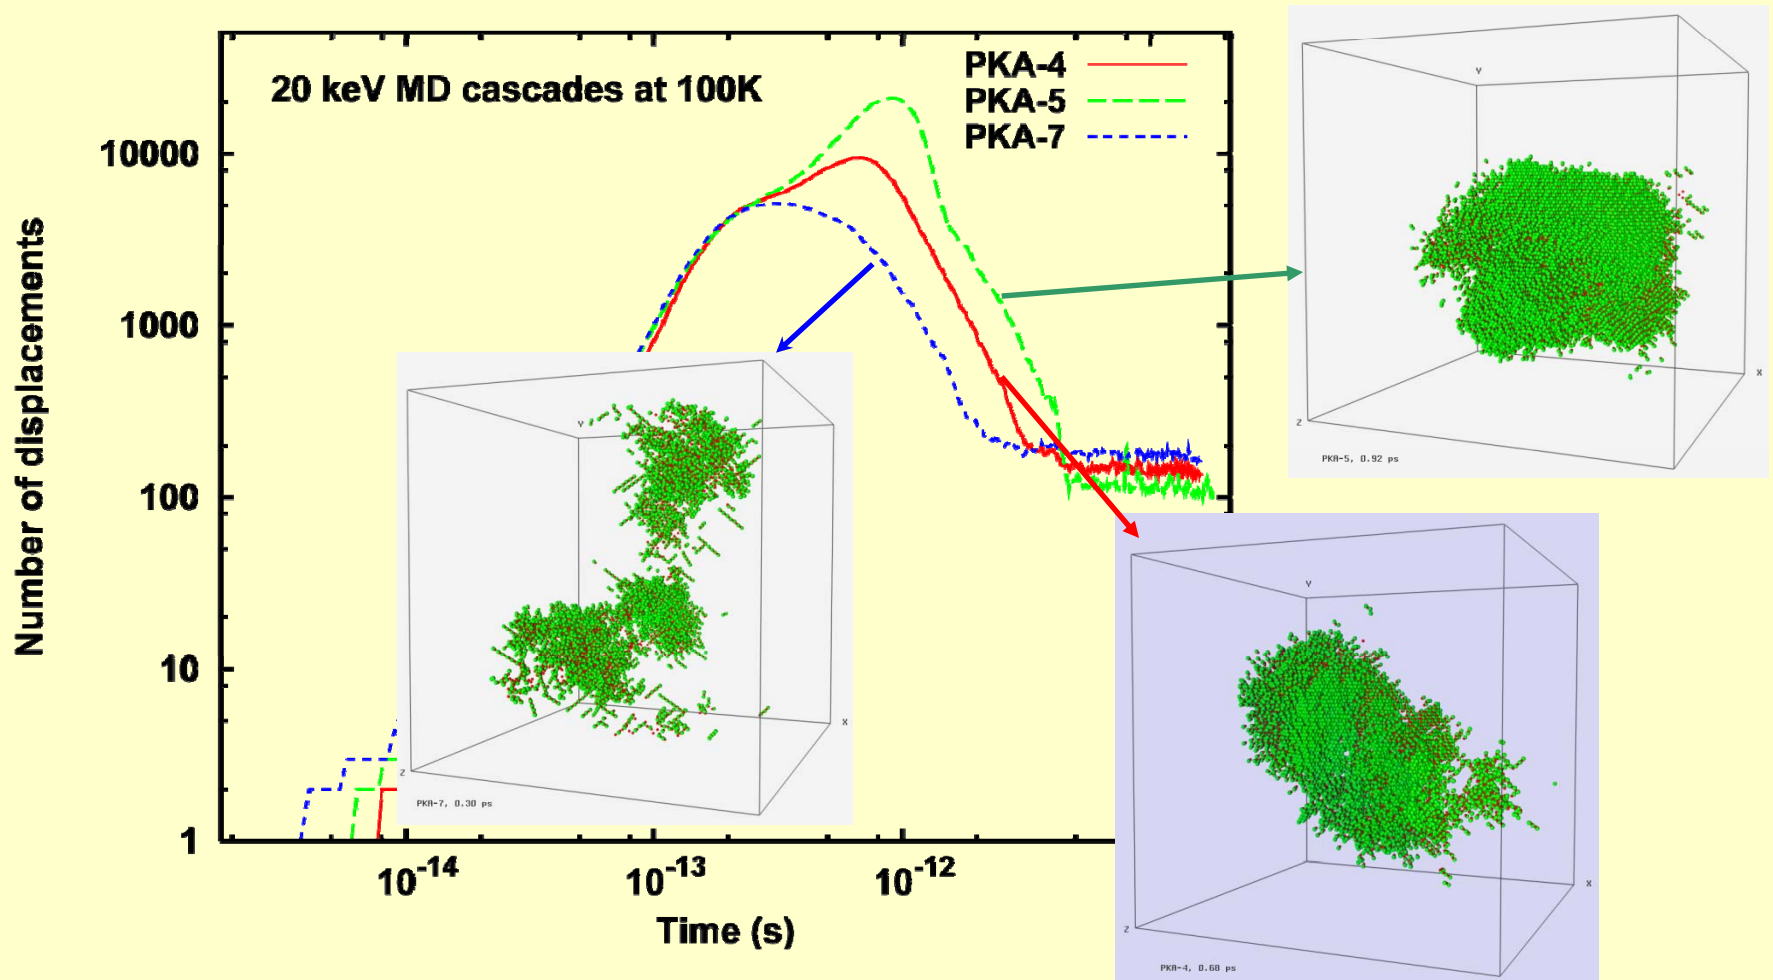 20 keV MD cascades at 100K
PKA-4
PKA-5
PKA-7
Number of displacements
10000
1000
100
10
1
10-14
10-13
10-12
Time (s)
Y
X
Z
PKA-5, 0.92 ps
Y
X
Z
PKA-7, 0.30 ps
Y
X
Z
PKA-4, 0.68 ps